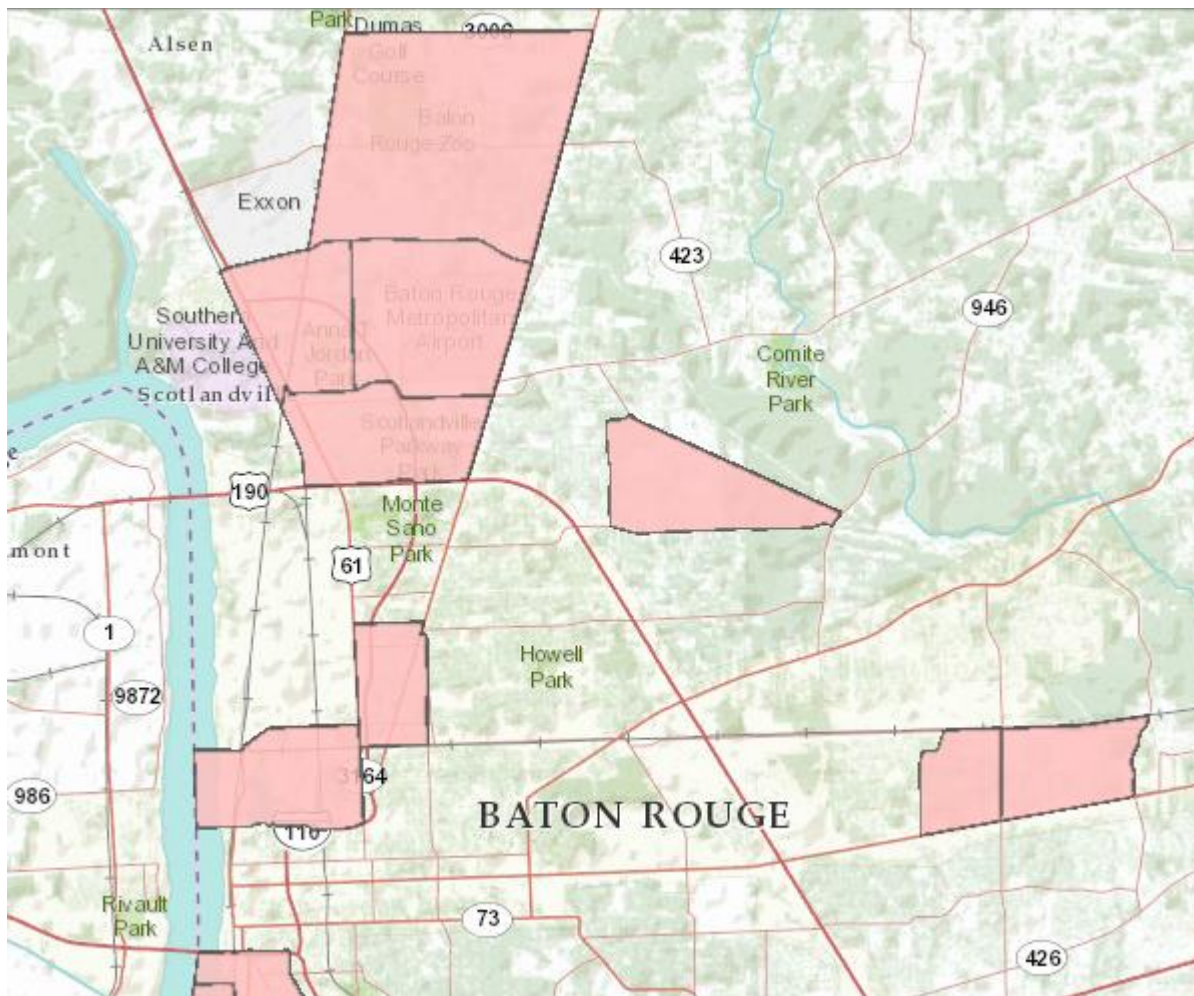 Park
Dumas
Golf
Course
3006
Alsen
Baton
Rouge Zoo
Exxon
423
Southern
University And
A&M College
Scotlandvil
Baton Rouge
Metropolitan
Airport
Jordan
Park
946
Comite
River
Park
Scotlandville
Parkway
Park
190
Monte
Sano
Park
mont
61
1
Howell
Park
9872
3164
986
BATON ROUGE
110
Rivault
Park
73
426